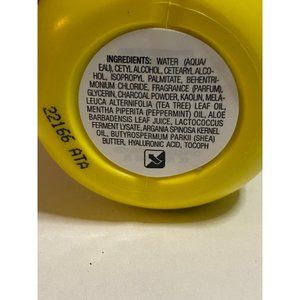 INGREDIENTS: WATER (AQUA/
EAU), CETYL ALCOHOL, CETEARYL ALCO-
HOL, ISOPROPYL PALMITATE, BEHENTRI-
MONIUM CHLORIDE, FRAGRANCE (PARFUM),
GLYCERIN, CHARCOAL POWDER, KAOLIN, MELA-
LEUCA ALTERNIFOLIA (TEA TREE) LEAF OIL,
MENTHA PIPERITA (PEPPERMINT) OIL, ALOE
BARBADENSIS LEAF JUICE, LACTOCOCCUS
FERMENT LYSATE, ARGANIA SPINOSA KERNEL
OIL, BUTYROSPERMUM PARKII (SHEA)
BUTTER, HYALURONIC ACID, TOCOPH
22166 ATA